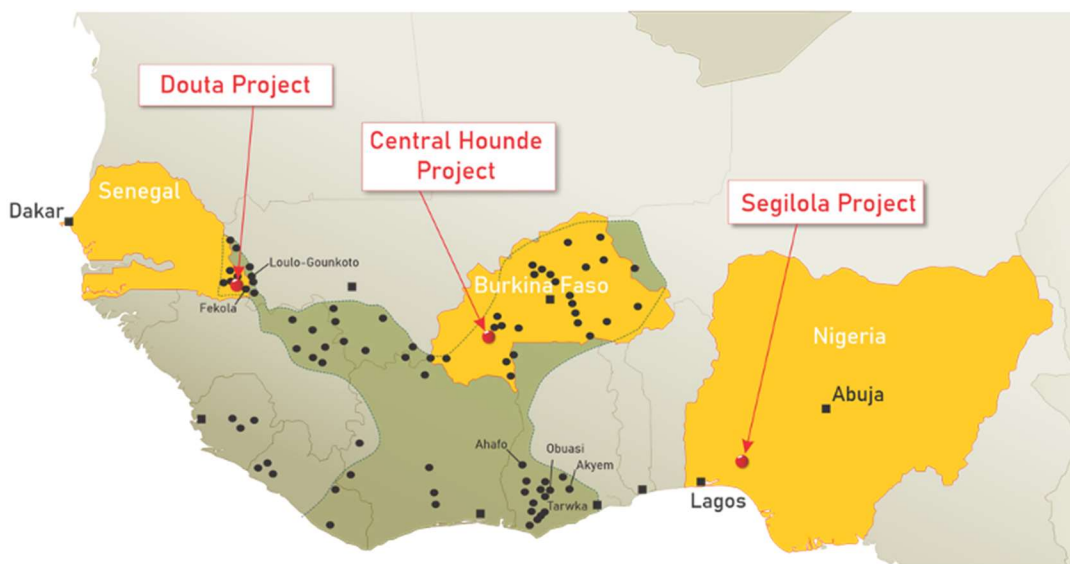 Douta Project
Central Hounde
Project
Segilola Project
Senegal
Dakar
Loulo-Gounkoto
Fekola
Burkina Faso
Nigeria
Abuja
Ahafo
Obuasi
Akyem
Tarwka
Lagos